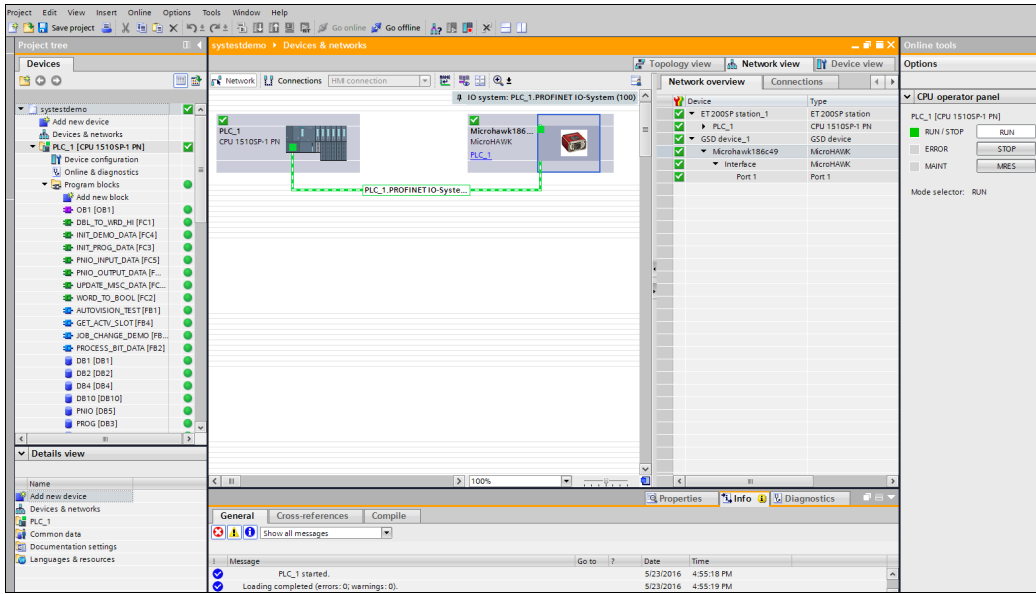 Project Edit View Insert Online Options Tools Window Help
Save project Go online Go offline
Project tree
systestdemo Devices & networks
Online tools
Devices
Topology view Network view Device view
Options
Network Connections HMI connection
Network overview Connections
IO system: PLC_1.PROFINET IO-System (100)
Device Type
CPU operator panel
systestdemo
Add new device
Devices & networks
PLC_1 [CPU 1510SP-1 PN]
Device configuration
Online & diagnostics
Program blocks
Add new block
OB1 [OB1]
DBL_TO_WRD_HI [FC1]
INIT_DEMO_DATA [FC4]
INIT_PROG_DATA [FC3]
PNIO_INPUT_DATA [FC5]
PNIO_OUTPUT_DATA [F...
UPDATE_MISC_DATA [FC...
WORD_TO_BOOL [FC2]
AUTOVISION_TEST [FB1]
GET_ACTV_SLOT [FB4]
JOB_CHANGE_DEMO [FB...
PROCESS_BIT_DATA [FB2]
DB1 [DB1]
DB2 [DB2]
DB4 [DB4]
DB10 [DB10]
PNIO [DB5]
PROG [DB3]
PLC_1
CPU 1510SP-1 PN
Microhawk186...
MicroHAWK
PLC_1
PLC_1.PROFINET IO-Syste...
ET 200SP station_1 ET 200SP station
PLC_1 CPU 1510SP-1 PN
GSD device_1 GSD device
Microhawk186c49 MicroHAWK
Interface MicroHAWK
Port 1 Port 1
PLC_1 [CPU 1510SP-1 PN]
RUN / STOP RUN
ERROR STOP
MAINT MRES
Mode selector: RUN
Details view
Name
Add new device
Devices & networks
PLC_1
Common data
Documentation settings
Languages & resources
100%
Properties Info Diagnostics
General Cross-references Compile
Show all messages
! Message Go to ? Date Time
PLC_1 started. 5/23/2016 4:55:18 PM
Loading completed (errors: 0; warnings: 0). 5/23/2016 4:55:19 PM